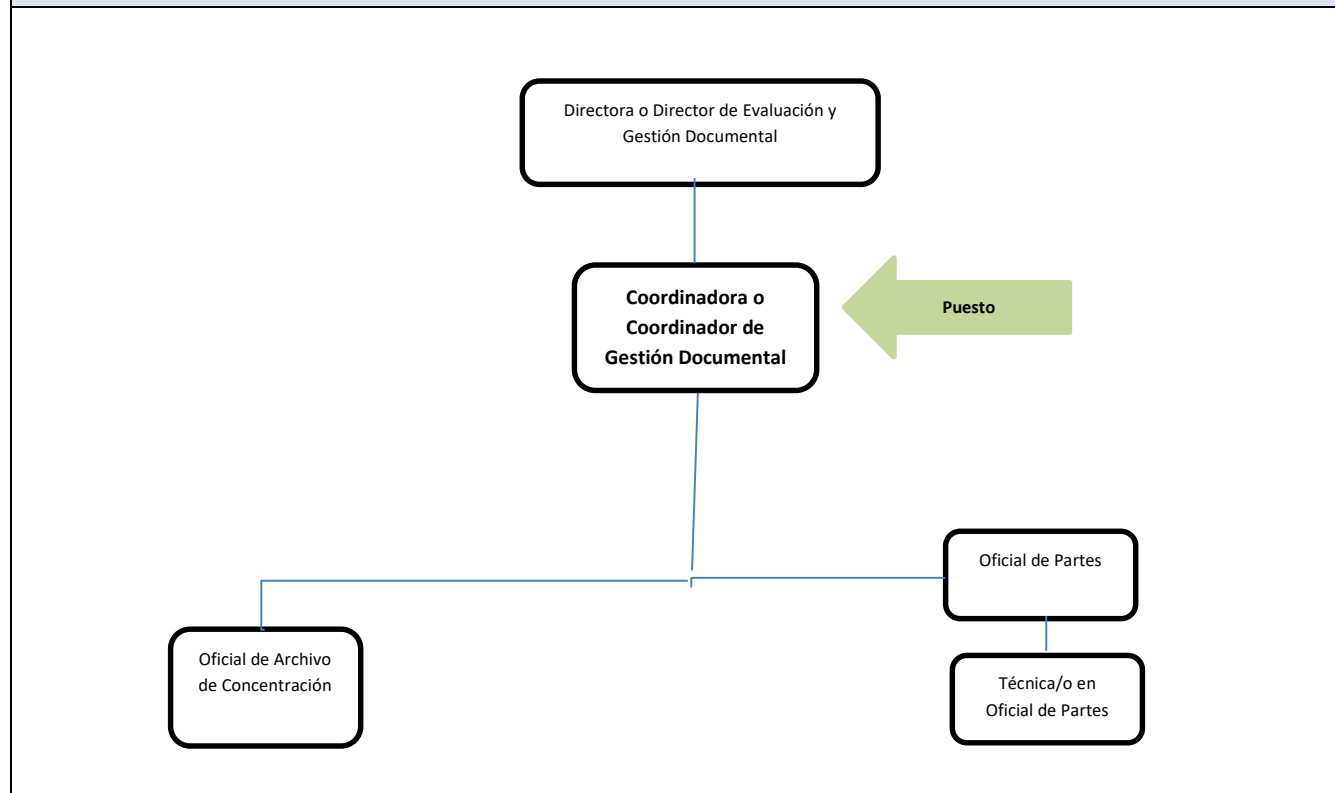 Directora o Director de Evaluación y
Gestión Documental
Coordinadora o
Coordinador de
Gestión Documental
Puesto
Oficial de Partes
Oficial de Archivo
de Concentración
Técnica/o en
Oficial de Partes